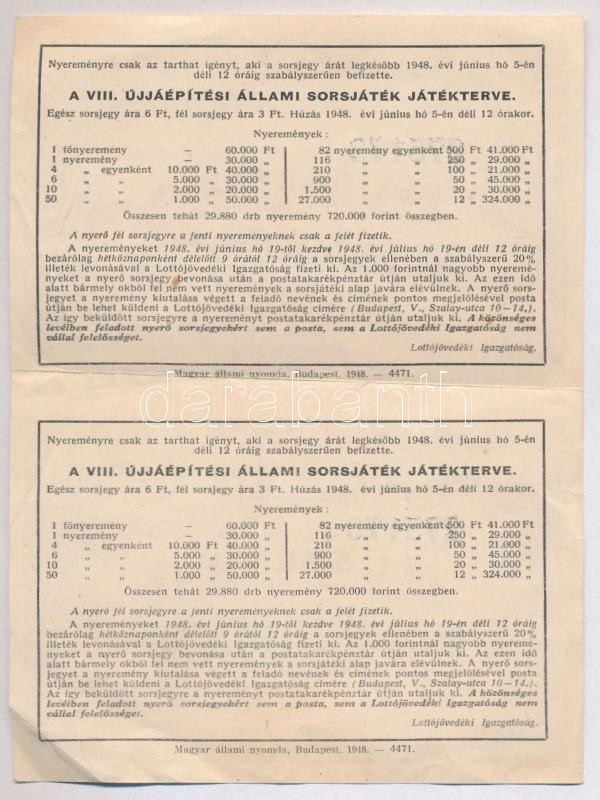 Nyereményre csak az tarthat igényt, aki a sorsjegy árát legkésőbb 1948. évi június hó 5-én
déli 12 óráig szabályszerűen befizette.
A VIII. ÚJJÁÉPÍTÉSI ÁLLAMI SORSJÁTÉK JÁTÉKTERVE.
Egész sorsjegy ára 6 Ft, fél sorsjegy ára 3 Ft. Húzás 1948. évi június hó 5-én déli 12 órakor.
Nyeremények :
1 főnyeremény — 60.000 Ft 82 nyeremény egyenként 500 Ft 41.000 Ft
1 nyeremény — 30.000 „ 116 „ „ 250 „ 29.000 „
4 „ egyenként 10.000 Ft 40.000 „ 210 „ „ 100 „ 21.000 „
6 „ „ 5.000 „ 30.000 „ 900 „ „ 50 „ 45.000 „
10 „ „ 2.000 „ 20.000 „ 1.500 „ „ 20 „ 30.000 „
50 „ „ 1.000 „ 50.000 „ 27.000 „ „ 12 „ 324.000 „
Összesen tehát 29.880 drb nyeremény 720.000 forint összegben.
A nyerő fél sorsjegyre a fenti nyereményeknek csak a felét fizetik.
A nyereményeket 1948. évi június hó 19-től kezdve 1948. évi július hó 19-én déli 12 óráig
bezárólag hétköznaponként délelőtt 9 órától 12 óráig a sorsjegyek ellenében a szabályszerű 20%
illeték levonásával a Lottójövedéki Igazgatóság fizeti ki. Az 1.000 forintnál nagyobb nyeremé-
nyeket a nyerő sorsjegy bevonása után a postatakarékpénztár útján utaljuk ki. Az ezen idő
alatt bármely okból fel nem vett nyeremények a sorsjátéki alap javára elévülnek. A nyerő sors-
jegyet a nyeremény kiutalása végett a feladó nevének és címének pontos megjelölésével posta
útján be lehet küldeni a Lottójövedéki Igazgatóság címére (Budapest, V., Szalay-utca 10—14.).
Az így beküldött sorsjegyre a nyereményt postatakarékpénztár útján utaljuk ki. A közönséges
levélben feladott nyerő sorsjegyekért sem a posta, sem a Lottójövedéki Igazgatóság nem
vállal felelősséget.
Lottójövedéki Igazgatóság.
Magyar állami nyomda, Budapest. 1948. — 4471.
darabanth
Nyereményre csak az tarthat igényt, aki a sorsjegy árát legkésőbb 1948. évi június hó 5-én
déli 12 óráig szabályszerűen befizette.
A VIII. ÚJJÁÉPÍTÉSI ÁLLAMI SORSJÁTÉK JÁTÉKTERVE.
Egész sorsjegy ára 6 Ft, fél sorsjegy ára 3 Ft. Húzás 1948. évi június hó 5-én déli 12 órakor.
Nyeremények :
1 főnyeremény — 60.000 Ft 82 nyeremény egyenként 500 Ft 41.000 Ft
1 nyeremény — 30.000 „ 116 „ „ 250 „ 29.000 „
4 „ egyenként 10.000 Ft 40.000 „ 210 „ „ 100 „ 21.000 „
6 „ „ 5.000 „ 30.000 „ 900 „ „ 50 „ 45.000 „
10 „ „ 2.000 „ 20.000 „ 1.500 „ „ 20 „ 30.000 „
50 „ „ 1.000 „ 50.000 „ 27.000 „ „ 12 „ 324.000 „
Összesen tehát 29.880 drb nyeremény 720.000 forint összegben.
A nyerő fél sorsjegyre a fenti nyereményeknek csak a felét fizetik.
A nyereményeket 1948. évi június hó 19-től kezdve 1948. évi július hó 19-én déli 12 óráig
bezárólag hétköznaponként délelőtt 9 órától 12 óráig a sorsjegyek ellenében a szabályszerű 20%
illeték levonásával a Lottójövedéki Igazgatóság fizeti ki. Az 1.000 forintnál nagyobb nyeremé-
nyeket a nyerő sorsjegy bevonása után a postatakarékpénztár útján utaljuk ki. Az ezen idő
alatt bármely okból fel nem vett nyeremények a sorsjátéki alap javára elévülnek. A nyerő sors-
jegyet a nyeremény kiutalása végett a feladó nevének és címének pontos megjelölésével posta
útján be lehet küldeni a Lottójövedéki Igazgatóság címére (Budapest, V., Szalay-utca 10—14.).
Az így beküldött sorsjegyre a nyereményt postatakarékpénztár útján utaljuk ki. A közönséges
levélben feladott nyerő sorsjegyekért sem a posta, sem a Lottójövedéki Igazgatóság nem
vállal felelősséget.
Lottójövedéki Igazgatóság.
Magyar állami nyomda, Budapest. 1948. — 4471.